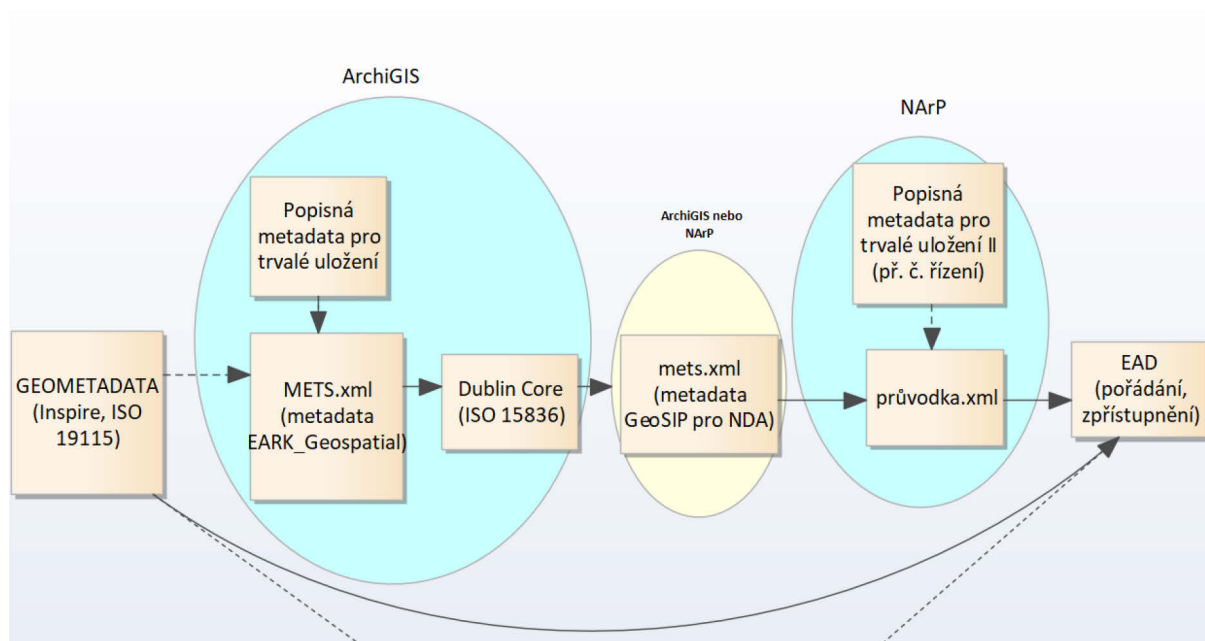 ArchiGIS
NArP
ArchiGIS nebo
NArP
Popisná
metadata pro
trvalé uložení
Popisná
metadata pro
trvalé uložení II
(př. č. řízení)
GEOMETADATA
(Inspire, ISO
19115)
METS.xml
(metadata
EARK_Geospatial)
Dublin Core
(ISO 15836)
mets.xml
(metadata
GeoSIP pro NDA)
průvodka.xml
EAD
(pořádání,
zpřístupnění)